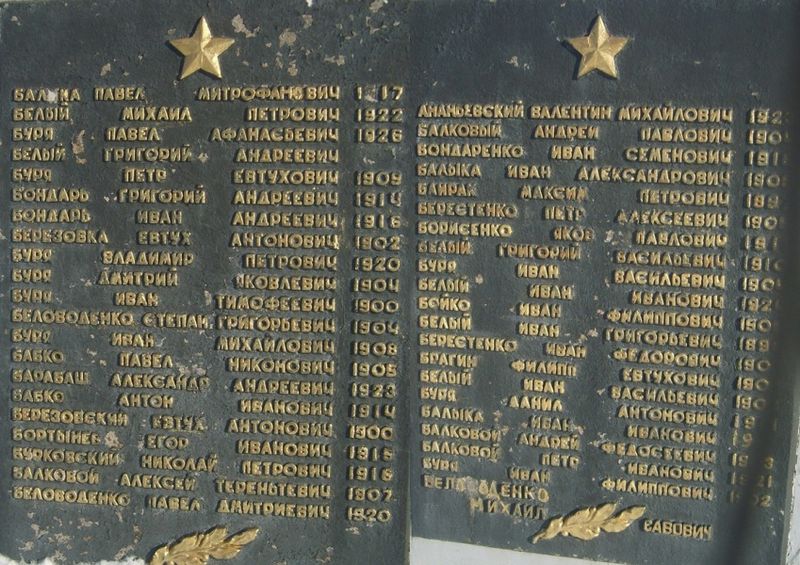 БАЛЫКА ПАВЕЛ МИТРОФАНОВИЧ
БЕЛЫЙ МИХАИЛ ПЕТРОВИЧ 1922
БУРЯ ПАВЕЛ АФАНАСЬЕВИЧ 1926
БЕЛЫЙ ГРИГОРИЙ АНДРЕЕВИЧ
БУРЯ ПЕТР ЕВТУХОВИЧ 1909
БОНДАРЬ ГРИГОРИЙ АНДРЕЕВИЧ 1914
БОНДАРЬ ИВАН АНДРЕЕВИЧ 1916
БЕРЕЗОВКА ЕВТУХ АНТОНОВИЧ 1902
БУРЯ ВЛАДИМИР ПЕТРОВИЧ 1920
БУРЯ ДМИТРИЙ ЯКОВЛЕВИЧ 1904
БУРЯ ИВАН ТИМОФЕЕВИЧ 1900
БЕЛОВОДЕНКО СТЕПАН ГРИГОРЬЕВИЧ 1904
БУРЯ ИВАН МИХАЙЛОВИЧ 1908
БАБКО ПАВЕЛ НИКОНОВИЧ 1905
БАРАБАШ АЛЕКСАНДР АНДРЕЕВИЧ 1923
БАБКО АНТОН ИВАНОВИЧ 1914
БЕРЕЗОВСКИЙ ЕВТУХ АНТОНОВИЧ 1900
БОРТЫНЕВ ЕГОР ИВАНОВИЧ 1915
БУРКОВСКИЙ НИКОЛАЙ ПЕТРОВИЧ 1916
БАЛКОВОЙ АЛЕКСЕЙ ТЕРЕНЬТЕВИЧ 1907
БЕЛОВОДЕНКО ПАВЕЛ ДМИТРИЕВИЧ 1920
АНАНЬЕВСКИЙ ВАЛЕНТИН МИХАЙЛОВИЧ
БАЛКОВЫЙ АНДРЕЙ ПАВЛОВИЧ
БОНДАРЕНКО ИВАН СЕМЕНОВИЧ
БАЛЫКА ИВАН АЛЕКСАНДРОВИЧ
БАИРАК МАКСИМ ПЕТРОВИЧ
БЕРЕСТЕНКО ПЕТР АЛЕКСЕЕВИЧ
БОРИСЕНКО ЯКОВ ПАВЛОВИЧ
БЕЛЫЙ ГРИГОРИЙ ВАСИЛЬЕВИЧ
БУРЯ ИВАН ВАСИЛЬЕВИЧ
БЕЛЫЙ ИВАН ИВАНОВИЧ
БОЙКО ИВАН ФИЛИППОВИЧ
БЕЛЫЙ ИВАН ГРИГОРЬЕВИЧ
БЕРЕСТЕНКО ИВАН ФЕДОРОВИЧ
БРАГИН ФИЛИПП ЕВТУХОВИЧ
БЕЛЫЙ ИВАН ВАСИЛЬЕВИЧ
БУРЯ ДАНИЛ АНТОНОВИЧ
БАЛЫКА ИВАН ИВАНОВИЧ
БАЛКОВОЙ АНДРЕЙ ФЕДОСЕЕВИЧ
БАЛКОВОЙ ПЕТР ИВАНОВИЧ
БУРЯ ИВАН ФИЛИППОВИЧ
БЕЛОВОДЕНКО
МИХАИЛ САВОВИЧ